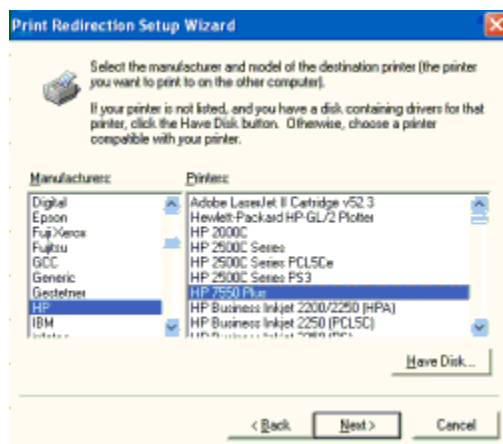 Print Redirection Setup Wizard
Select the manufacturer and model of the destination printer (the printer
you want to print to on the other computer).
If your printer is not listed, and you have a disk containing drivers for that
printer, click the Have Disk button. Otherwise, choose a printer
compatible with your printer.
Manufacturers:
Digital
Epson
Fuji Xerox
Fujitsu
GCC
Generic
Gestetner
HP
IBM
Printers:
Adobe LaserJet II Cartridge v52.3
Hewlett-Packard HP-GL/2 Plotter
HP 2000C
HP 2500C Series
HP 2500C Series PCL5Ce
HP 2500C Series PS3
HP 7550 Plus
HP Business Inkjet 2200/2250 (HPA)
HP Business Inkjet 2250 (PCL5C)
Have Disk...
< Back
Next >
Cancel